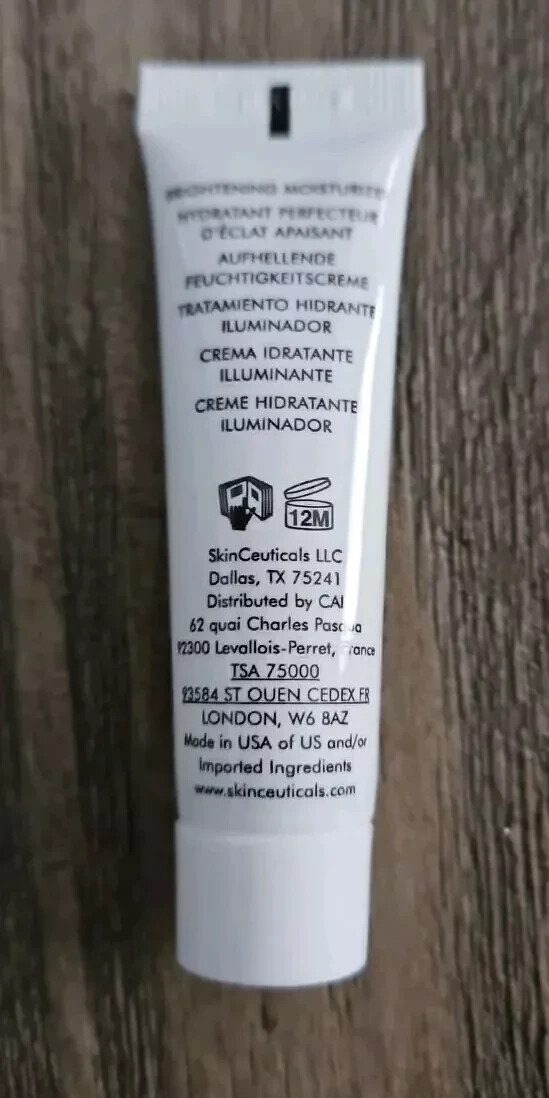 BRIGHTENING MOISTURIZER
HYDRATANT PERFECTEUR
D'ÉCLAT APAISANT
AUFHELLENDE
FEUCHTIGKEITSCREME
TRATAMIENTO HIDRANTE
ILUMINADOR
CREMA IDRATANTE
ILLUMINANTE
CREME HIDRATANTE
ILUMINADOR
12M
SkinCeuticals LLC
Dallas, TX 75241
Distributed by CAI
62 quai Charles Pasqua
92300 Levallois-Perret, France
TSA 75000
93584 ST OUEN CEDEX FR
LONDON, W6 8AZ
Made in USA of US and/or
Imported Ingredients
www.skinceuticals.com